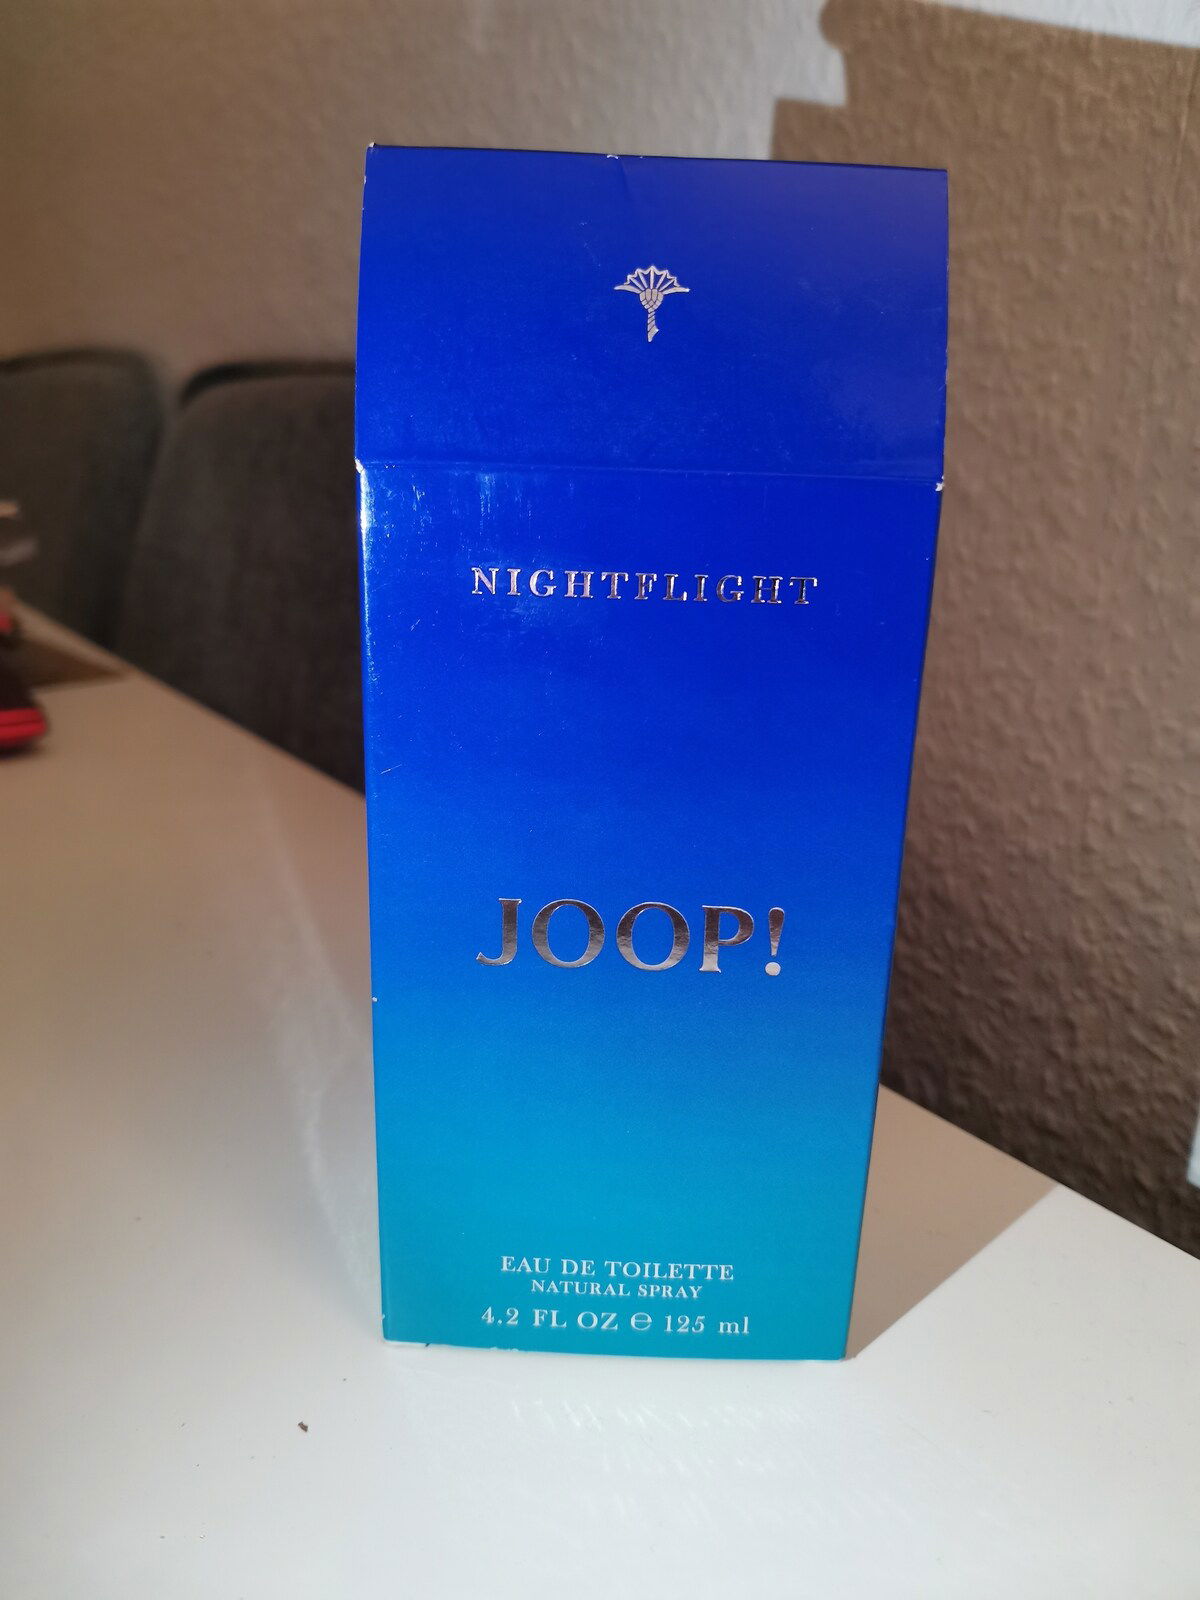 NIGHTFLIGHT
JOOP!
EAU DE TOILETTE
NATURAL SPRAY
4.2 FL OZ ℮ 125 ml